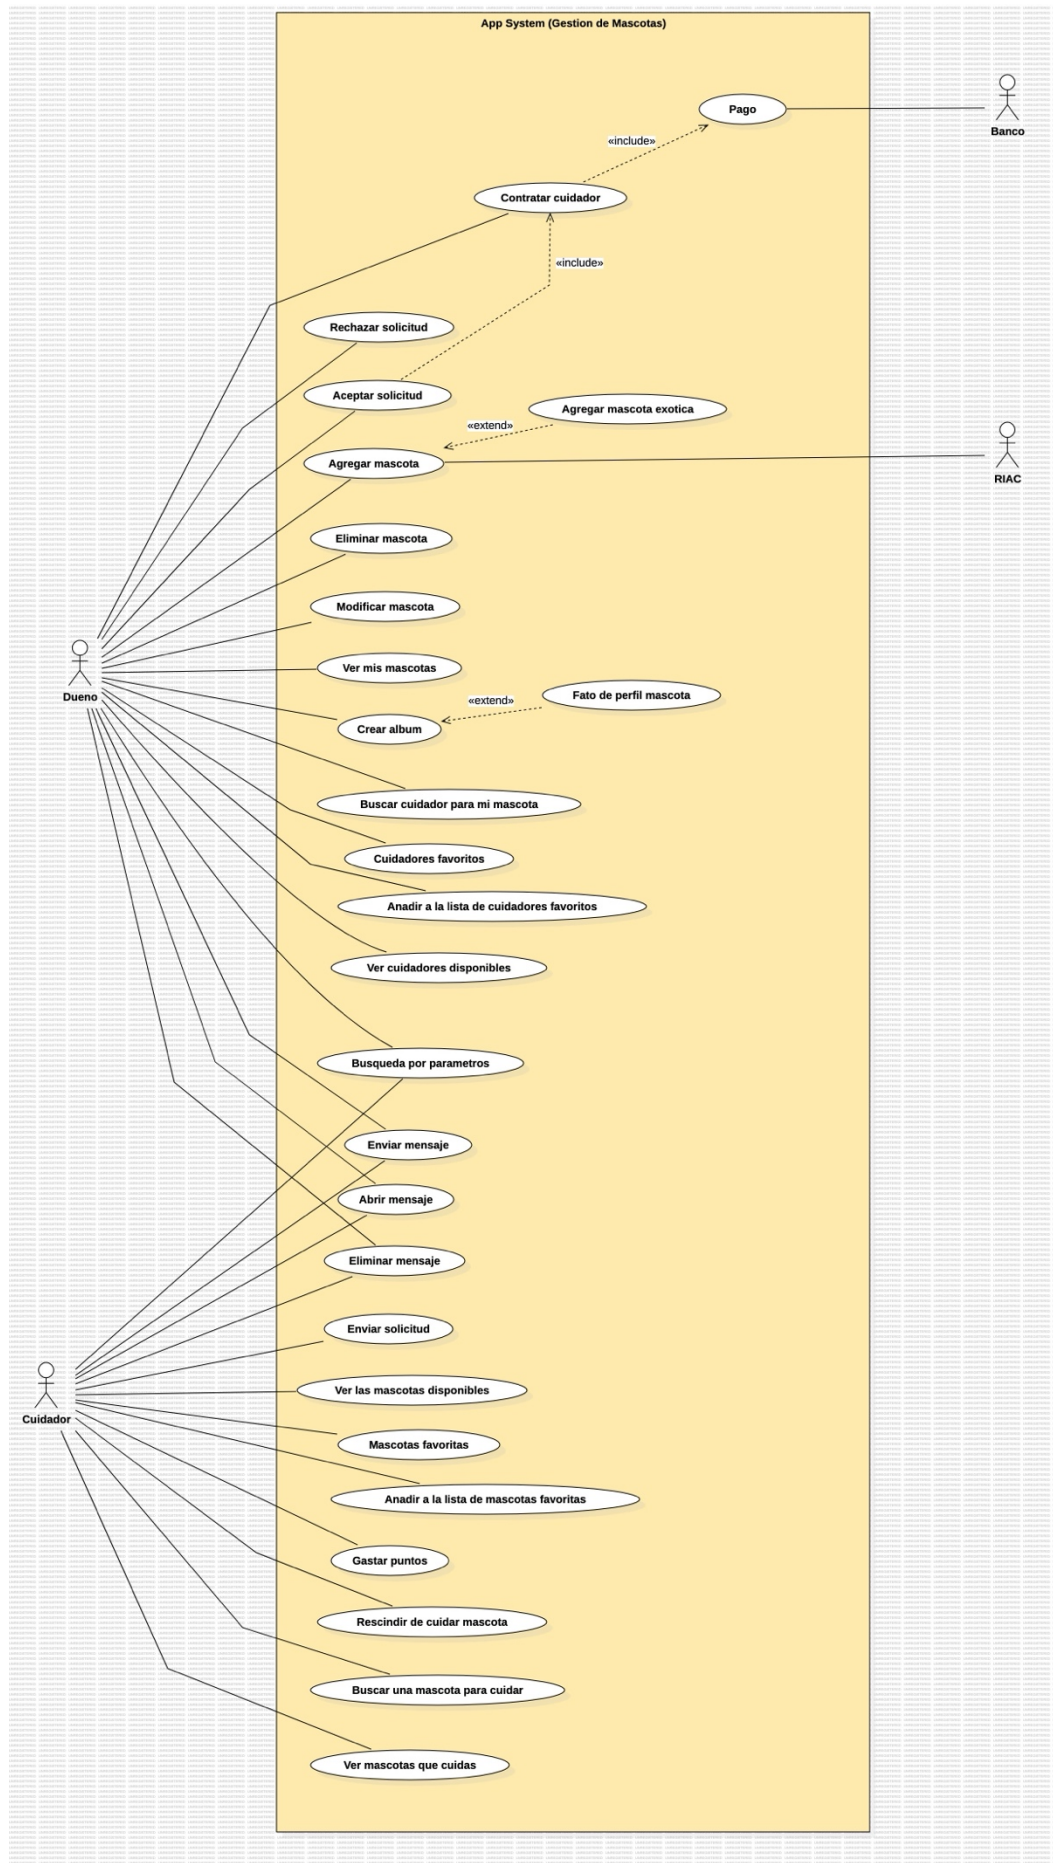 App System (Gestion de Mascotas)
Pago
Banco
«include»
Contratar cuidador
«include»
Rechazar solicitud
Aceptar solicitud
Agregar mascota exotica
«extend»
Agregar mascota
RIAC
Eliminar mascota
Modificar mascota
Ver mis mascotas
Dueno
Fato de perfil mascota
«extend»
Crear album
Buscar cuidador para mi mascota
Cuidadores favoritos
Anadir a la lista de cuidadores favoritos
Ver cuidadores disponibles
Busqueda por parametros
Enviar mensaje
Abrir mensaje
Eliminar mensaje
Enviar solicitud
Ver las mascotas disponibles
Cuidador
Mascotas favoritas
Anadir a la lista de mascotas favoritas
Gastar puntos
Rescindir de cuidar mascota
Buscar una mascota para cuidar
Ver mascotas que cuidas